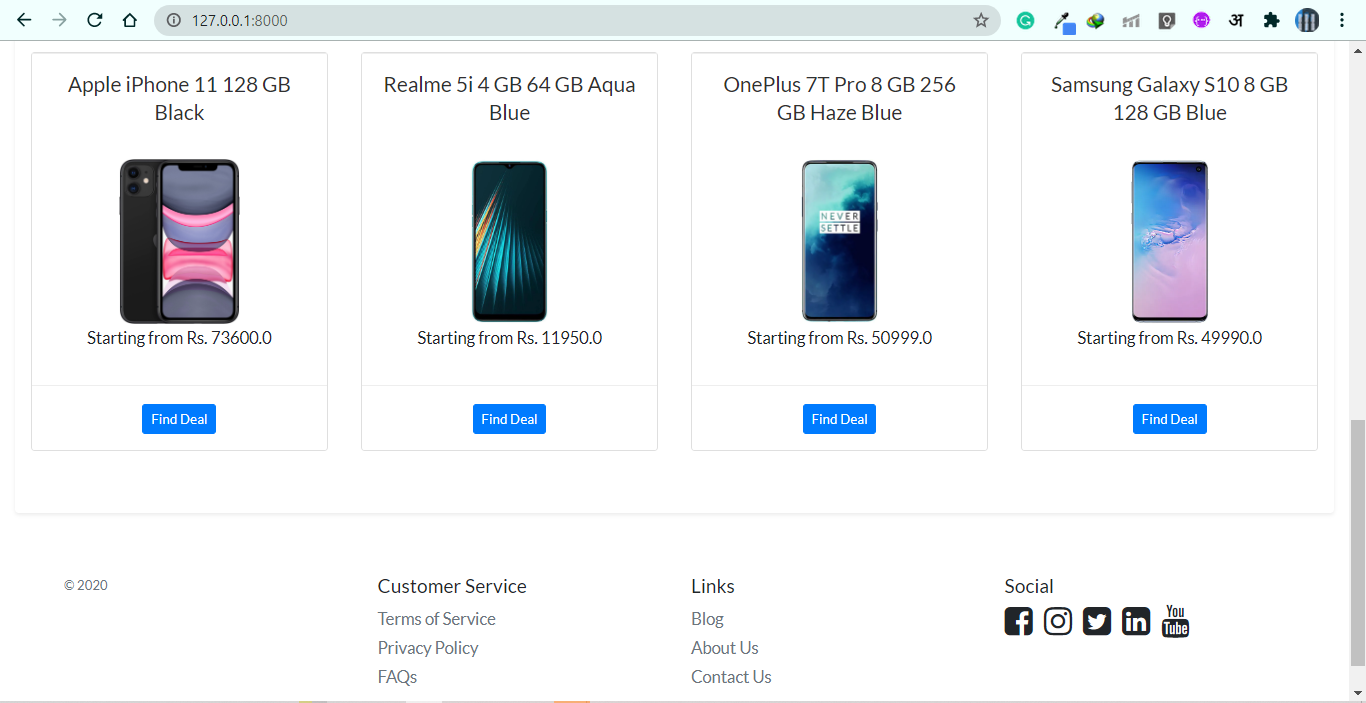 127.0.0.1:8000
अ
Apple iPhone 11 128 GB
Black
Realme 5i 4 GB 64 GB Aqua
Blue
OnePlus 7T Pro 8 GB 256
GB Haze Blue
Samsung Galaxy S10 8 GB
128 GB Blue
NEVER
SETTLE
Starting from Rs. 73600.0
Starting from Rs. 11950.0
Starting from Rs. 50999.0
Starting from Rs. 49990.0
Find Deal
Find Deal
Find Deal
Find Deal
© 2020
Customer Service
Terms of Service
Privacy Policy
FAQs
Links
Blog
About Us
Contact Us
Social
You
Tube